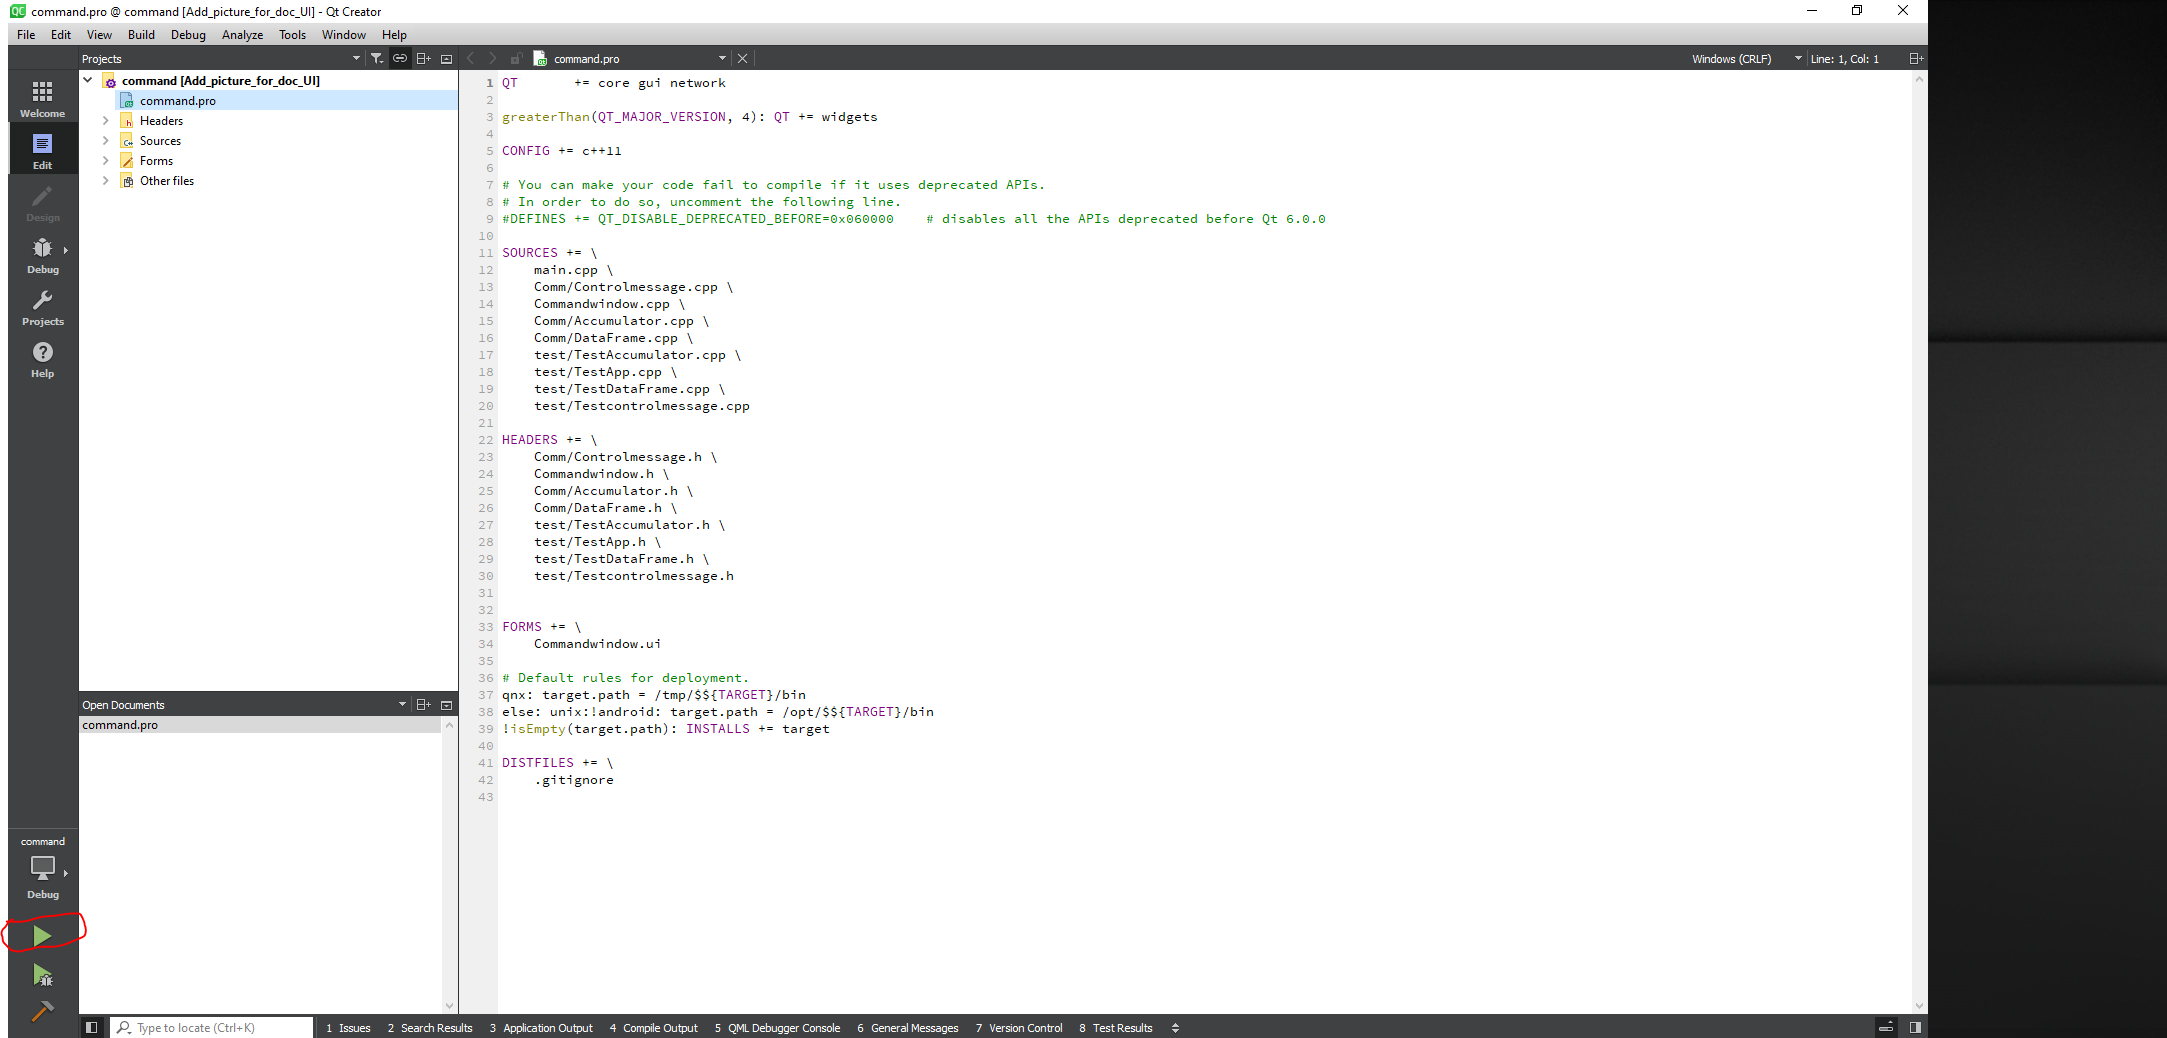 command.pro @ command [Add_picture_for_doc_UI] - Qt Creator
File Edit View Build Debug Analyze Tools Window Help
Projects
command.pro
Windows (CRLF)
Line: 1, Col: 1
Welcome
Edit
Design
Debug
Projects
Help
command [Add_picture_for_doc_UI]
command.pro
Headers
Sources
Forms
Other files
1 QT       += core gui network
2
3 greaterThan(QT_MAJOR_VERSION, 4): QT += widgets
4
5 CONFIG += c++11
6
7 # You can make your code fail to compile if it uses deprecated APIs.
8 # In order to do so, uncomment the following line.
9 #DEFINES += QT_DISABLE_DEPRECATED_BEFORE=0x060000    # disables all the APIs deprecated before Qt 6.0.0
10
11 SOURCES += \
12     main.cpp \
13     Comm/Controlmessage.cpp \
14     Commandwindow.cpp \
15     Comm/Accumulator.cpp \
16     Comm/DataFrame.cpp \
17     test/TestAccumulator.cpp \
18     test/TestApp.cpp \
19     test/TestDataFrame.cpp \
20     test/Testcontrolmessage.cpp
21
22 HEADERS += \
23     Comm/Controlmessage.h \
24     Commandwindow.h \
25     Comm/Accumulator.h \
26     Comm/DataFrame.h \
27     test/TestAccumulator.h \
28     test/TestApp.h \
29     test/TestDataFrame.h \
30     test/Testcontrolmessage.h
31
32
33 FORMS += \
34     Commandwindow.ui
35
36 # Default rules for deployment.
37 qnx: target.path = /tmp/$${TARGET}/bin
38 else: unix:!android: target.path = /opt/$${TARGET}/bin
39 !isEmpty(target.path): INSTALLS += target
40
41 DISTFILES += \
42     .gitignore
43
Open Documents
command.pro
command
Debug
Type to locate (Ctrl+K)
1 Issues 2 Search Results 3 Application Output 4 Compile Output 5 QML Debugger Console 6 General Messages 7 Version Control 8 Test Results